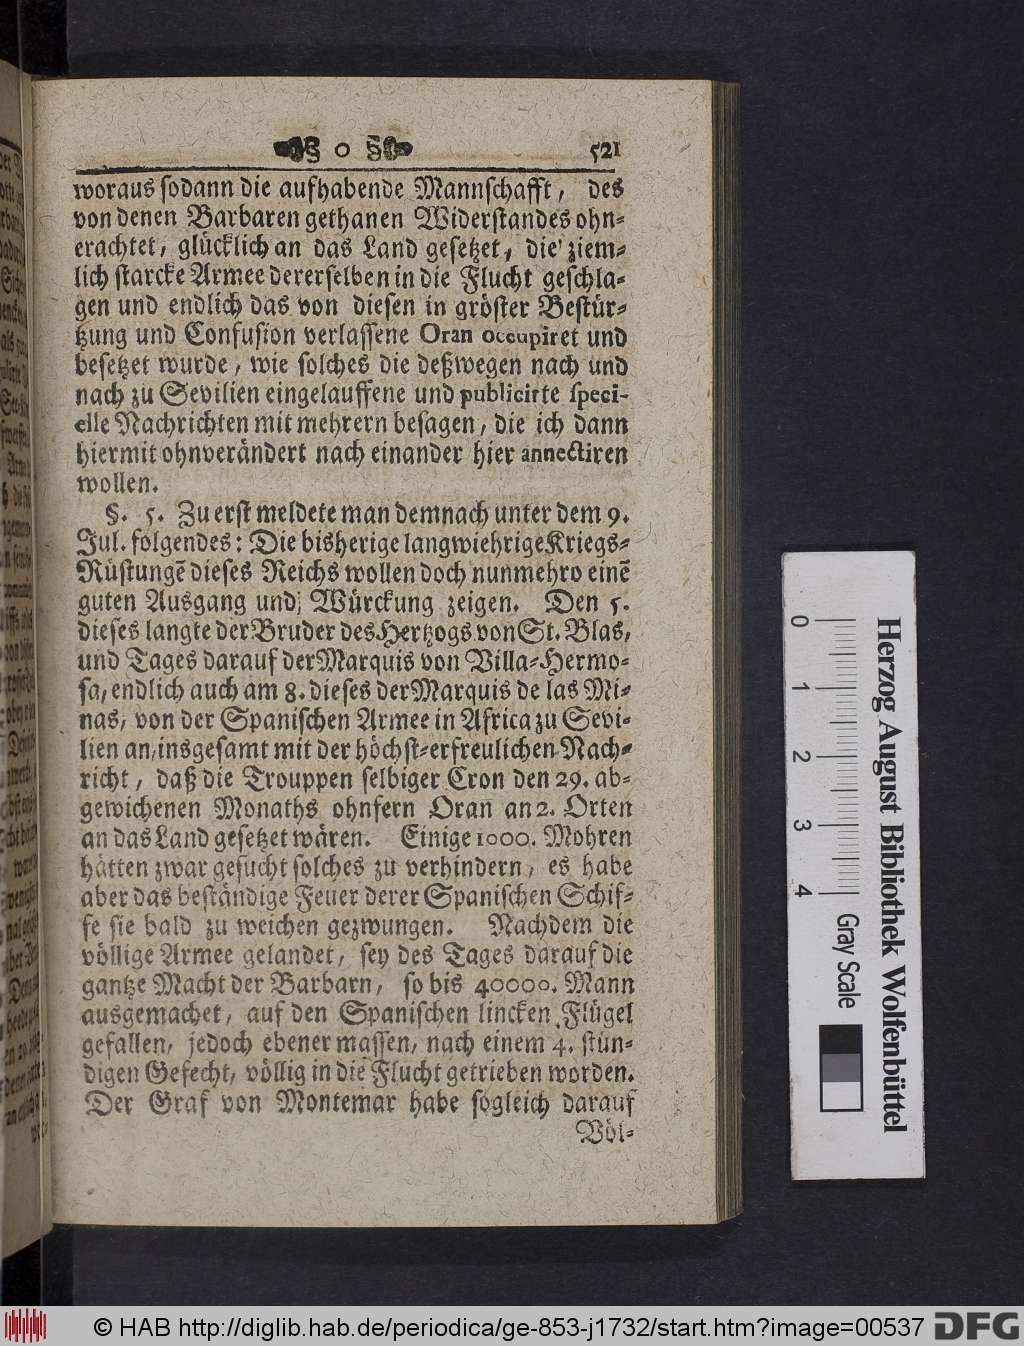 § o § 521
woraus sodann die aufhabende Mannschafft, des
von denen Barbaren gethanen Widerstandes ohn-
erachtet, glücklich an das Land gesetzet, die ziem-
lich starcke Armee dererselben in die Flucht geschla-
gen und endlich das von diesen in gröster Bestür-
tzung und Confusion verlassene Oran occupiret und
besetzet wurde, wie solches die deßwegen nach und
nach zu Sevilien eingelauffene und publicirte speci-
elle Nachrichten mit mehrern besagen, die ich dann
hiermit ohnverändert nach einander hier annectiren
wollen.
§. 5. Zu erst meldete man demnach unter dem 9.
Jul. folgendes: Die bisherige langwiehrige Kriegs-
Rüstungē dieses Reichs wollen doch nunmehro einē
guten Ausgang und Würckung zeigen. Den 5.
dieses langte der Bruder des Hertzogs von St. Blas,
und Tages darauf der Marquis von Villa-Hermo-
sa, endlich auch am 8. dieses der Marquis de las Mi-
nas, von der Spanischen Armee in Africa zu Sevi-
lien an, insgesamt mit der höchst-erfreulichen Nach-
richt, daß die Trouppen selbiger Cron den 29. ab-
gewichenen Monaths ohnfern Oran an 2. Orten
an das Land gesetzet wären. Einige 1000. Mohren
hätten zwar gesucht solches zu verhindern, es habe
aber das beständige Feuer derer Spanischen Schif-
fe sie bald zu weichen gezwungen. Nachdem die
völlige Armee gelandet, sey des Tages darauf die
gantze Macht der Barbarn, so bis 40000. Mann
ausgemachet, auf den Spanischen lincken Flügel
gefallen, jedoch ebener massen, nach einem 4. stün-
digen Gefecht, völlig in die Flucht getrieben worden.
Der Graf von Montemar habe sogleich darauf
Völ-
0 1 2 3 4
Gray Scale
Herzog August Bibliothek Wolfenbüttel
© HAB http://diglib.hab.de/periodica/ge-853-j1732/start.htm?image=00537 DFG